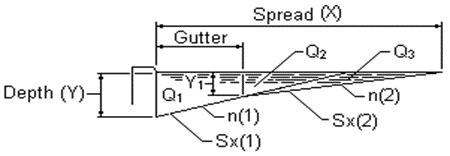 Spread (X)
Gutter
Q2
Q3
Depth (Y)
Y1
Q1
n(1)
n(2)
Sx(1)
Sx(2)